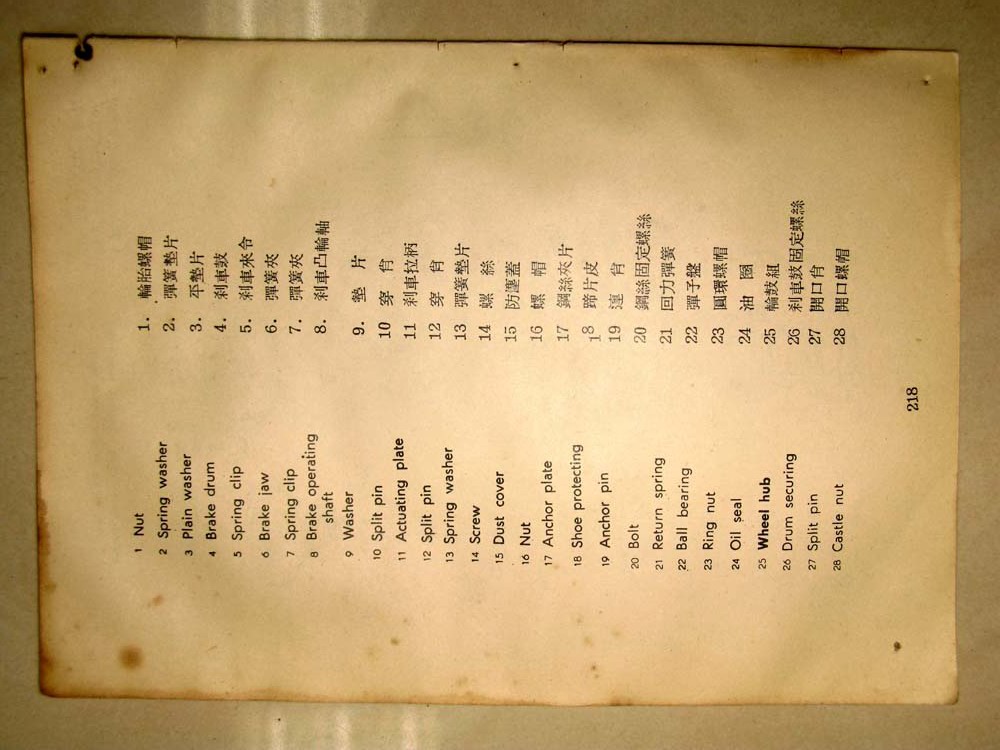 1 Nut
2 Spring washer
3 Plain washer
4 Brake drum
5 Spring clip
6 Brake jaw
7 Spring clip
8 Brake operating
shaft
9 Washer
10 Split pin
11 Actuating plate
12 Split pin
13 Spring washer
14 Screw
15 Dust cover
16 Nut
17 Anchor plate
18 Shoe protecting
19 Anchor pin
20 Bolt
21 Return spring
22 Ball bearing
23 Ring nut
24 Oil seal
25 Wheel hub
26 Drum securing
27 Split pin
28 Castle nut
1. 輪胎螺帽
2. 彈簧墊片
3. 平墊片
4. 刹車鼓
5. 刹車來令
6. 彈簧夾
7. 彈簧夾
8. 刹車凸輪軸
9. 墊 片
10 穿 肖
11 刹車拉柄
12 穿 肖
13 彈簧墊片
14 螺 絲
15 防塵蓋
16 螺 帽
17 鋼絲夾片
18 蹄片皮
19 連 肖
20 鋼絲固定螺絲
21 回力彈簧
22 彈子盤
23 圓環螺帽
24 油 圈
25 輪鼓組
26 刹車鼓固定螺絲
27 開口肖
28 開口螺帽
218